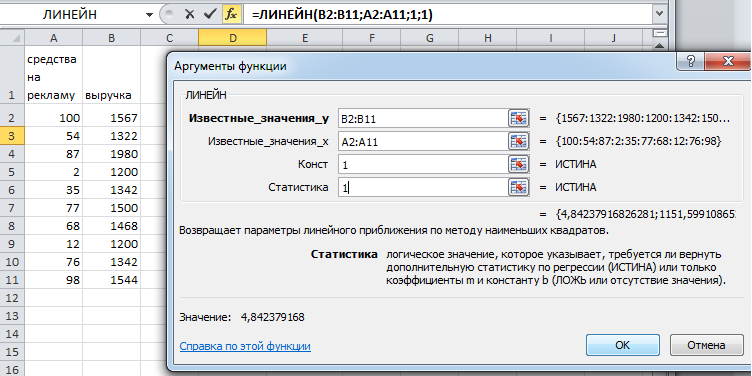 ЛИНЕЙН
=ЛИНЕЙН(B2:B11;A2:A11;1;1)
A B C D E F G H I J
1 средства на рекламу выручка
2 100 1567
3 54 1322
4 87 1980
5 2 1200
6 35 1342
7 77 1500
8 68 1468
9 12 1200
10 76 1342
11 98 1544
12
13
14
15
16
Аргументы функции
ЛИНЕЙН
Известные_значения_y B2:B11 = {1567:1322:1980:1200:1342:150...
Известные_значения_x A2:A11 = {100:54:87:2:35:77:68:12:76:98}
Конст 1 = ИСТИНА
Статистика 1 = ИСТИНА
= {4,84237916826281;1151,59910865
Возвращает параметры линейного приближения по методу наименьших квадратов.
Статистика логическое значение, которое указывает, требуется ли вернуть
дополнительную статистику по регрессии (ИСТИНА) или только
коэффициенты m и константу b (ЛОЖЬ или отсутствие значения).
Значение: 4,842379168
Справка по этой функции
ОК
Отмена